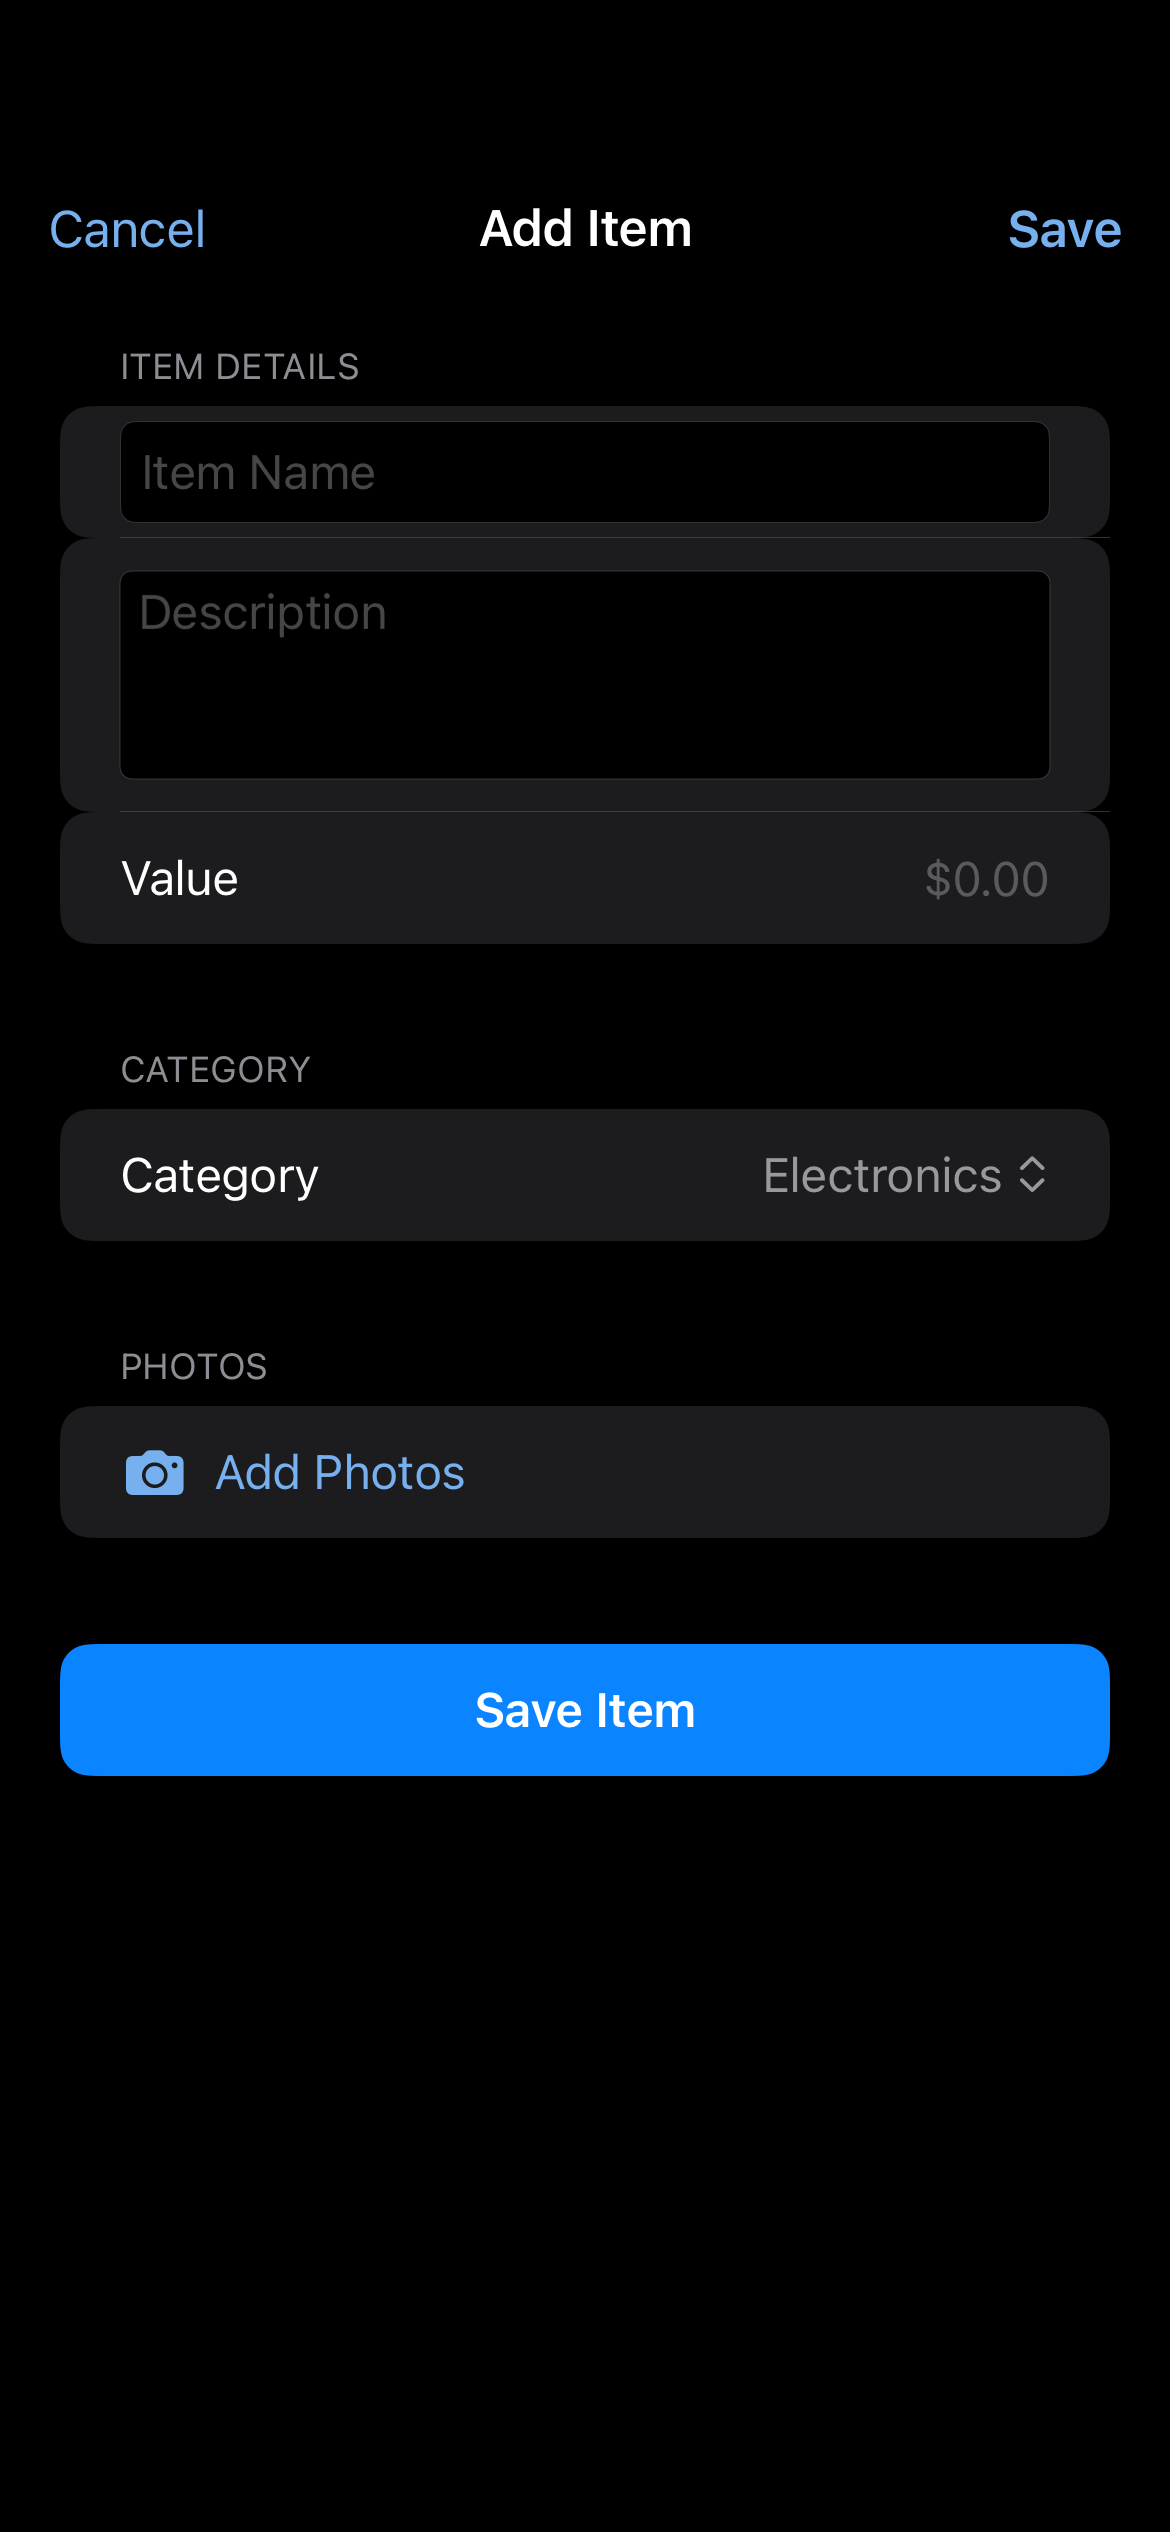 Cancel Add Item Save
ITEM DETAILS
Item Name
Description
Value $0.00
CATEGORY
Category Electronics
PHOTOS
Add Photos
Save Item